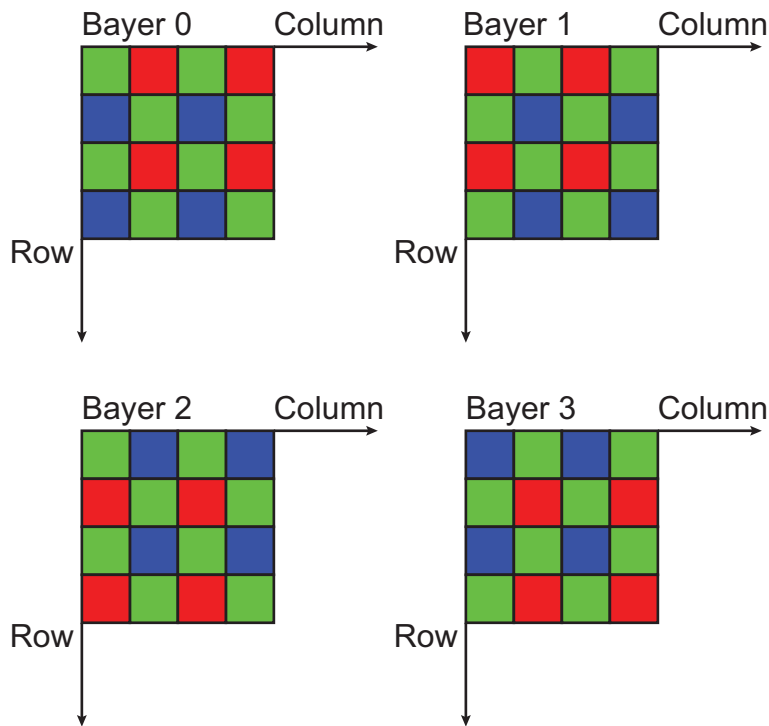 Bayer 0 Column
Row
Bayer 1 Column
Row
Bayer 2 Column
Row
Bayer 3 Column
Row